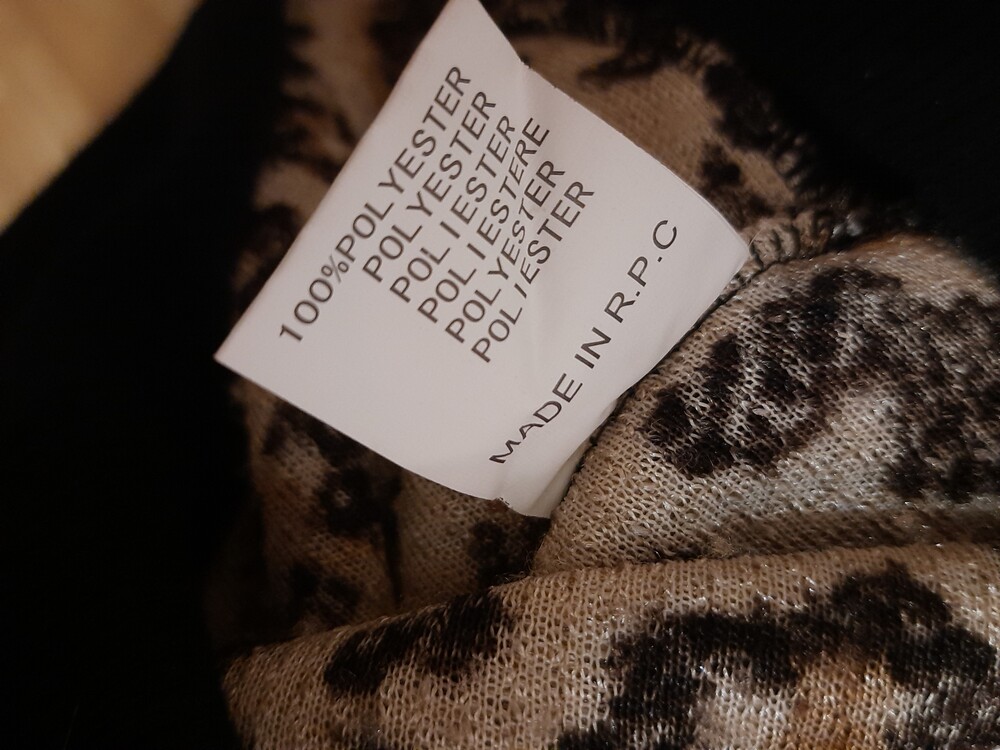 100%POLYESTER
POLYESTER
POLIESTER
POLIESTERE
POLYESTER
POLIESTER
MADE IN R.P.C